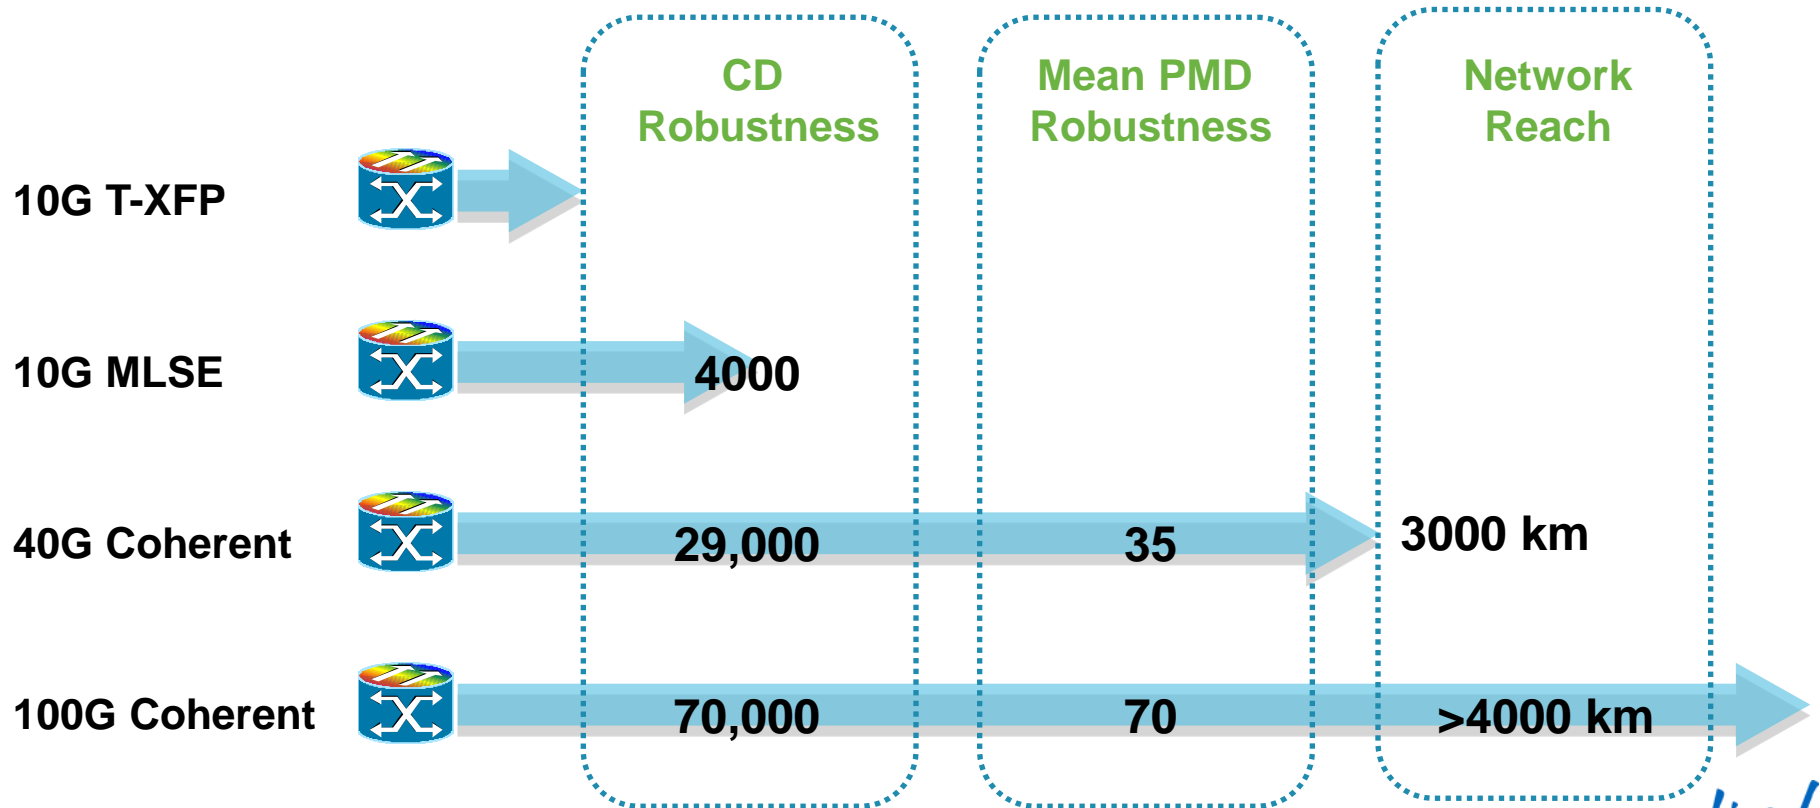 CD
Robustness
Mean PMD
Robustness
Network
Reach
10G T-XFP
10G MLSE
4000
40G Coherent
29,000
35
3000 km
100G Coherent
70,000
70
>4000 km